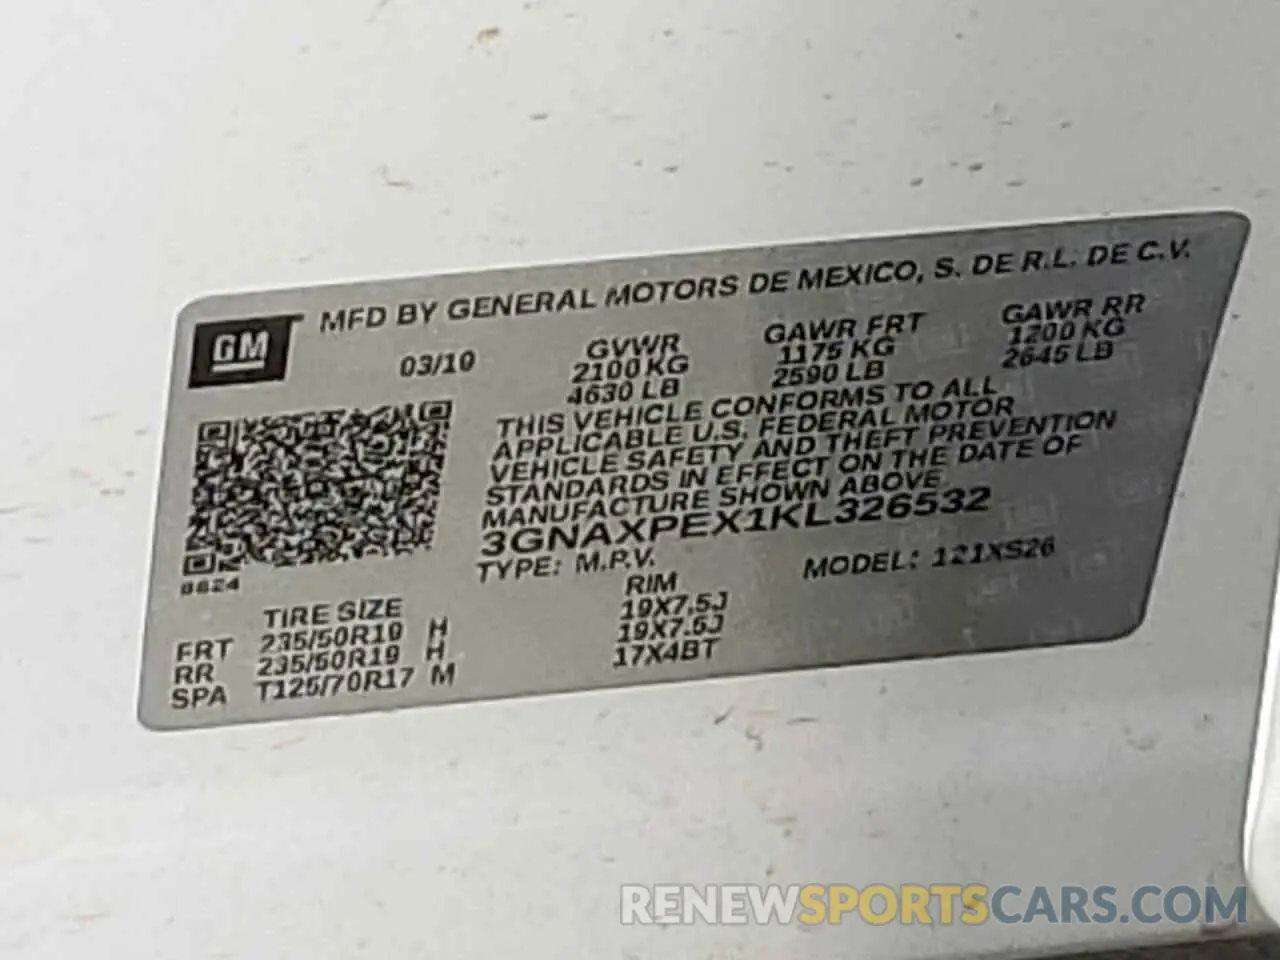 MFD BY GENERAL MOTORS DE MEXICO, S. DE R.L. DE C.V.
GM
03/19
GVWR
2100 KG
4630 LB
GAWR FRT
1175 KG
2590 LB
GAWR RR
1200 KG
2645 LB
THIS VEHICLE CONFORMS TO ALL
APPLICABLE U.S. FEDERAL MOTOR
VEHICLE SAFETY AND THEFT PREVENTION
STANDARDS IN EFFECT ON THE DATE OF
MANUFACTURE SHOWN ABOVE
3GNAXPEX1KL326532
TYPE: M.P.V.
MODEL: 121XS26
TIRE SIZE RIM
FRT 235/50R19 H 19X7.5J
RR 235/50R19 H 19X7.5J
SPA T125/70R17 M 17X4BT
RENEWSPORTSCARS.COM